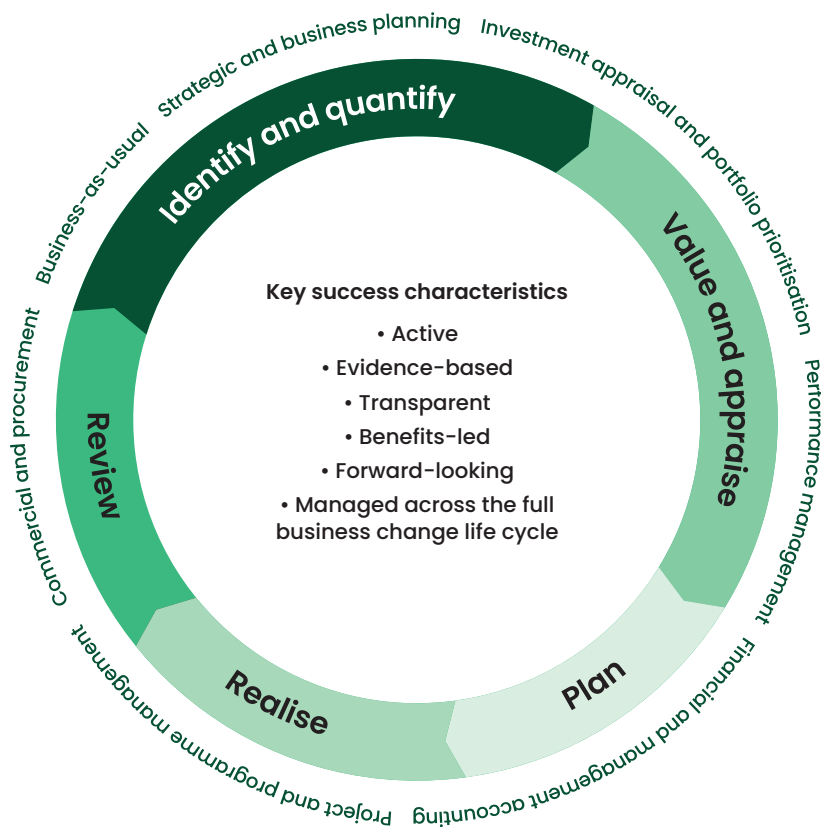 Strategic and business planning
Investment appraisal and portfolio prioritisation
Performance management
Financial and management accounting
Project and programme management
Commercial and procurement
Business-as-usual
Identify and quantify
Value and appraise
Plan
Realise
Review
Key success characteristics
• Active
• Evidence-based
• Transparent
• Benefits-led
• Forward-looking
• Managed across the full
business change life cycle